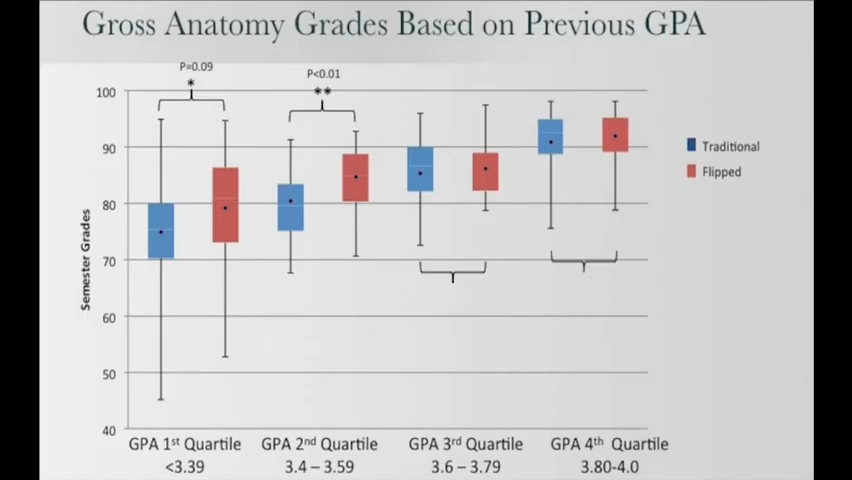 Gross Anatomy Grades Based on Previous GPA
P=0.09
*
P<0.01
**
100
90
80
70
60
50
40
Semester Grades
Traditional
Flipped
GPA 1st Quartile
<3.39
GPA 2nd Quartile
3.4 – 3.59
GPA 3rd Quartile
3.6 – 3.79
GPA 4th Quartile
3.80-4.0